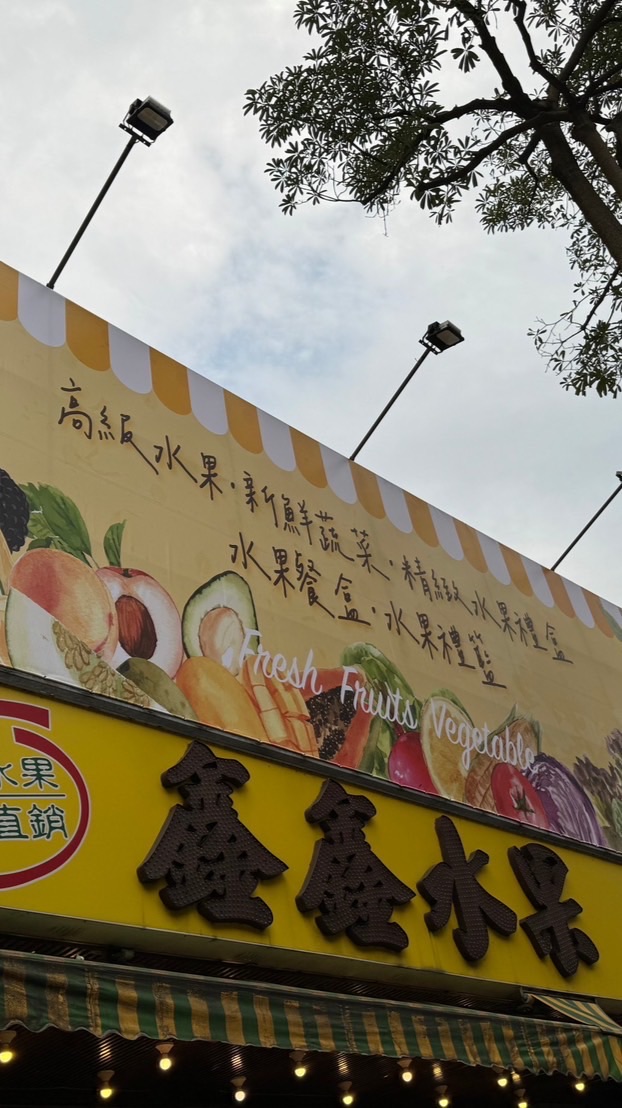 高級水果·新鮮蔬菜·精緻水果禮盒
水果餐盒·水果禮籃
Fresh Fruits Vegetable
水果
直銷
鑫鑫水果